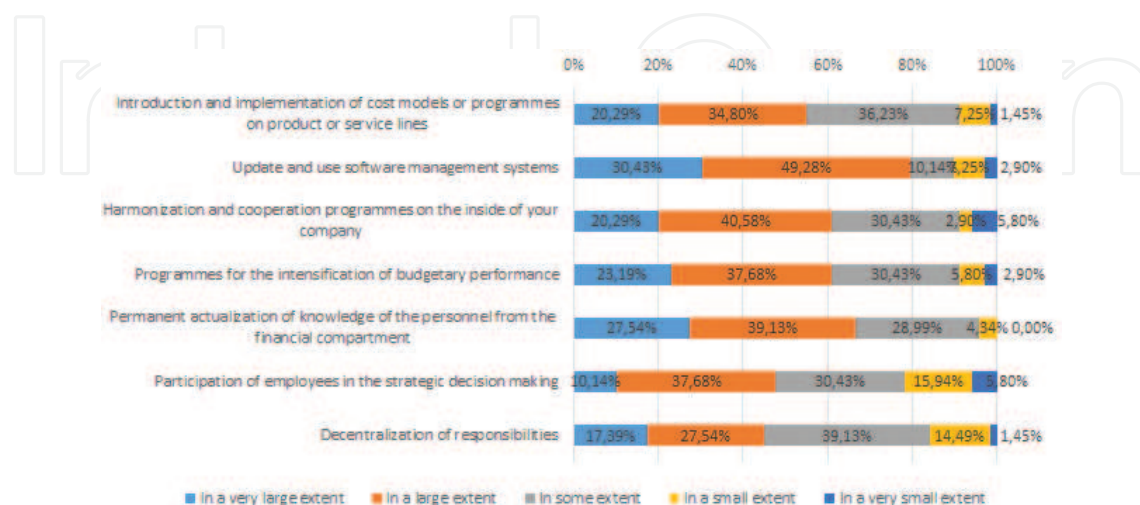 0% 20% 40% 60% 80% 100%
Introduction and implementation of cost models or programmes
on product or service lines
20,29% 34,80% 36,23% 7,25% 1,45%
Update and use software management systems
30,43% 49,28% 10,14% 7,25% 2,90%
Harmonization and cooperation programmes on the inside of your
company
20,29% 40,58% 30,43% 2,90% 5,80%
Programmes for the intensification of budgetary performance
23,19% 37,68% 30,43% 5,80% 2,90%
Permanent actualization of knowledge of the personnel from the
financial compartment
27,54% 39,13% 28,99% 4,34% 0,00%
Participation of employees in the strategic decision making
10,14% 37,68% 30,43% 15,94% 5,80%
Decentralization of responsibilities
17,39% 27,54% 39,13% 14,49% 1,45%
In a very large extent In a large extent In some extent In a small extent In a very small extent